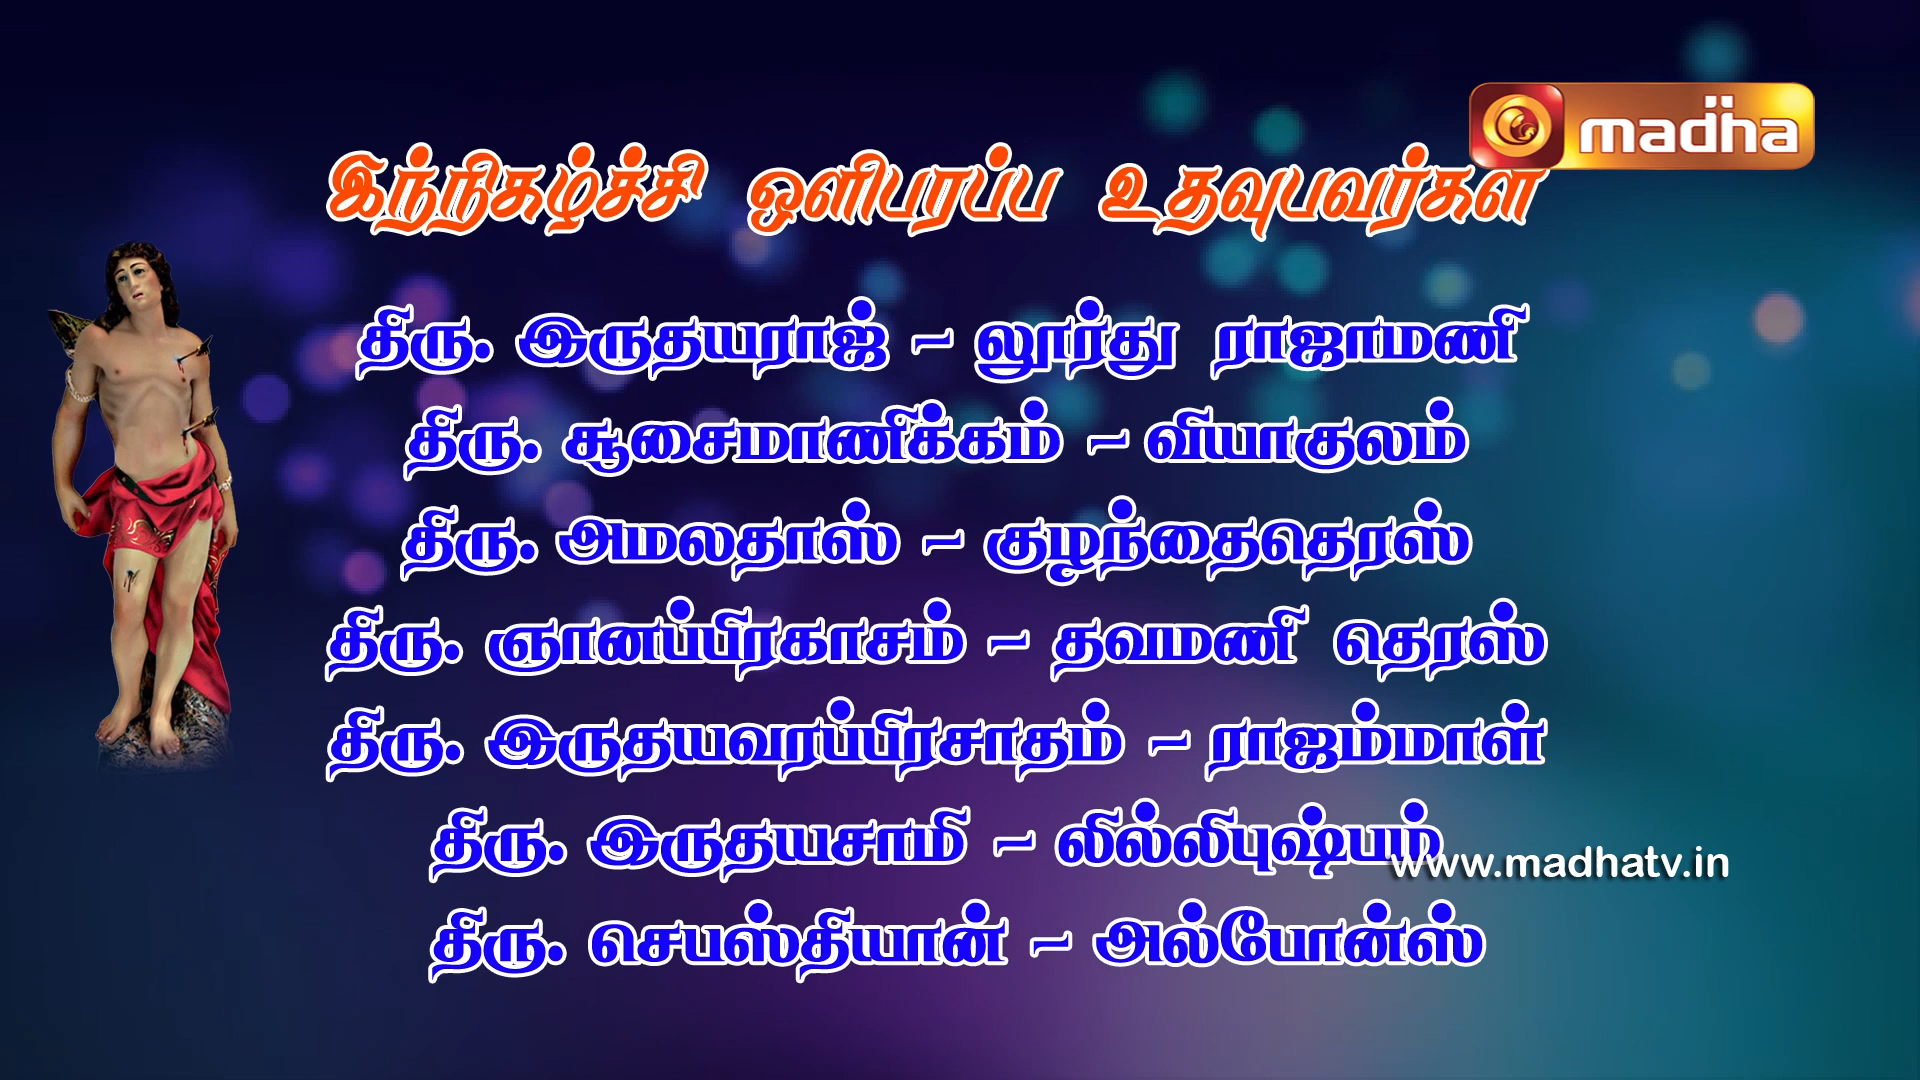 madha
இந்நிகழ்ச்சி ஒளிபரப்ப உதவுபவர்கள்
திரு. இருதயராஜ் – லூர்து ராஜாமணி
திரு. சூசைமாணிக்கம் – வியாகுலம்
திரு. அமலதாஸ் – குழந்தைதெரஸ்
திரு. ஞானப்பிரகாசம் – தவமணி தெரஸ்
திரு. இருதயவரப்பிரசாதம் – ராஜம்மாள்
திரு. இருதயசாமி – லில்லிபுஷ்பம்
www.madhatv.in
திரு. செபஸ்தியான் – அல்போன்ஸ்